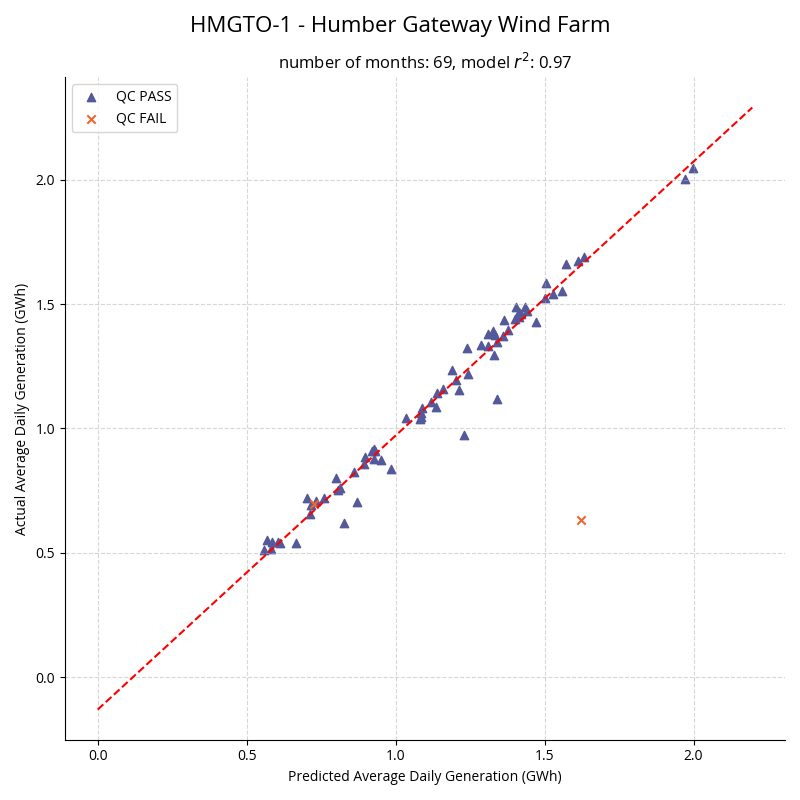 HMGTO-1 - Humber Gateway Wind Farm
number of months: 69, model r²: 0.97
QC PASS
QC FAIL
Actual Average Daily Generation (GWh)
2.0
1.5
1.0
0.5
0.0
0.0 0.5 1.0 1.5 2.0
Predicted Average Daily Generation (GWh)